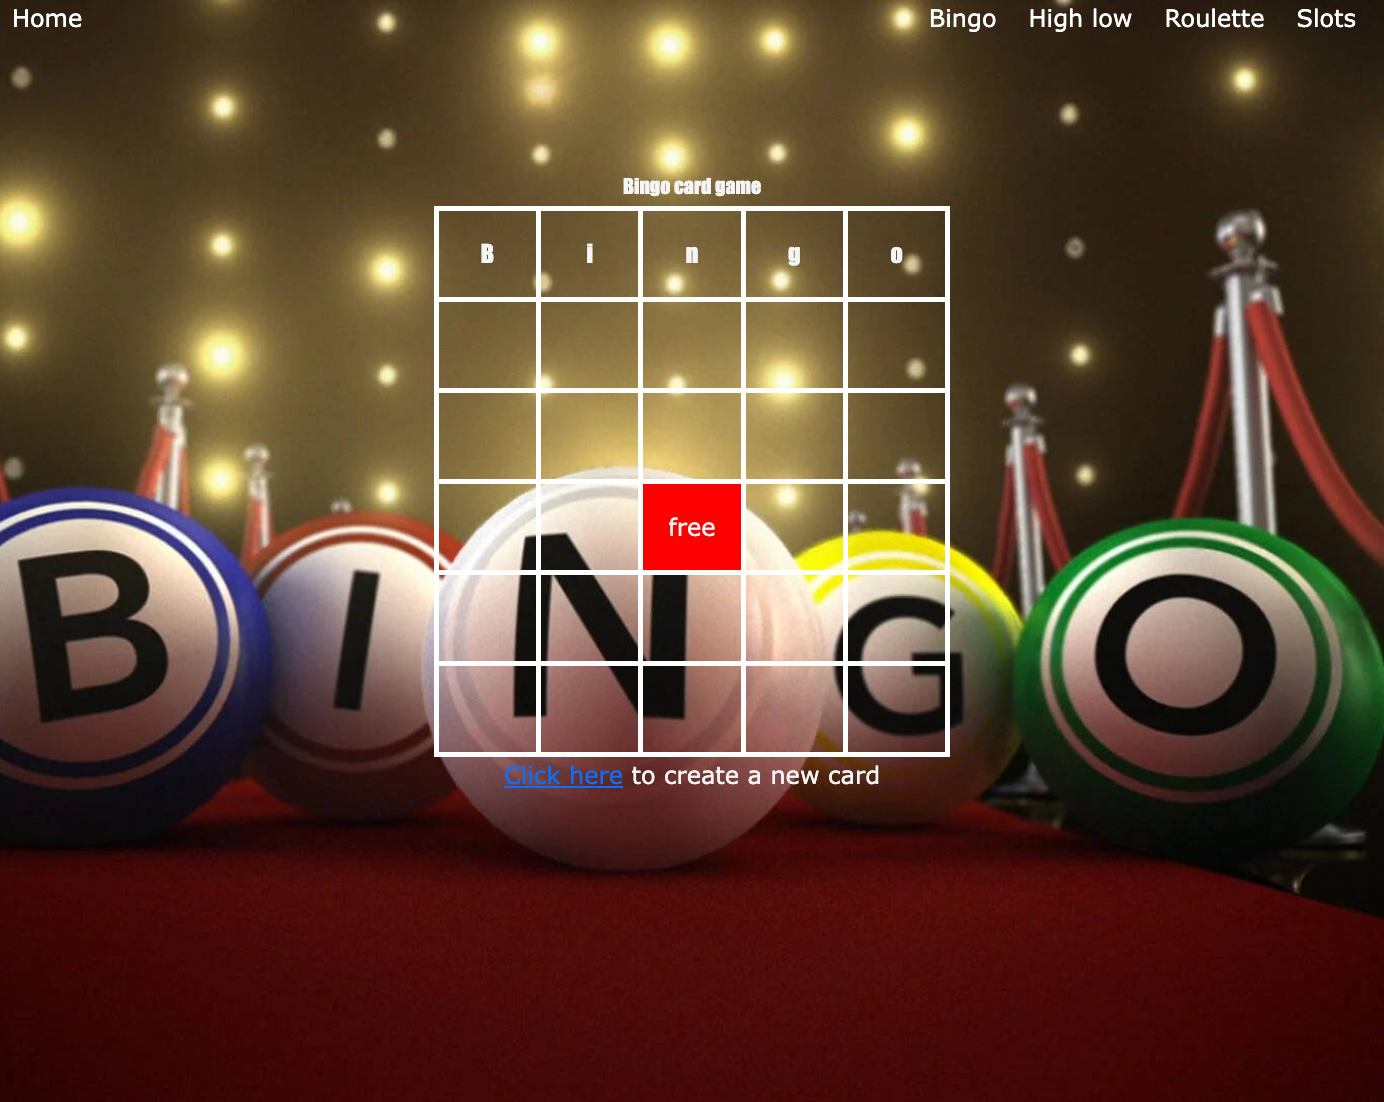 Home Bingo High low Roulette Slots
Bingo card game
B i n g o
free
B I N G O
Click here to create a new card